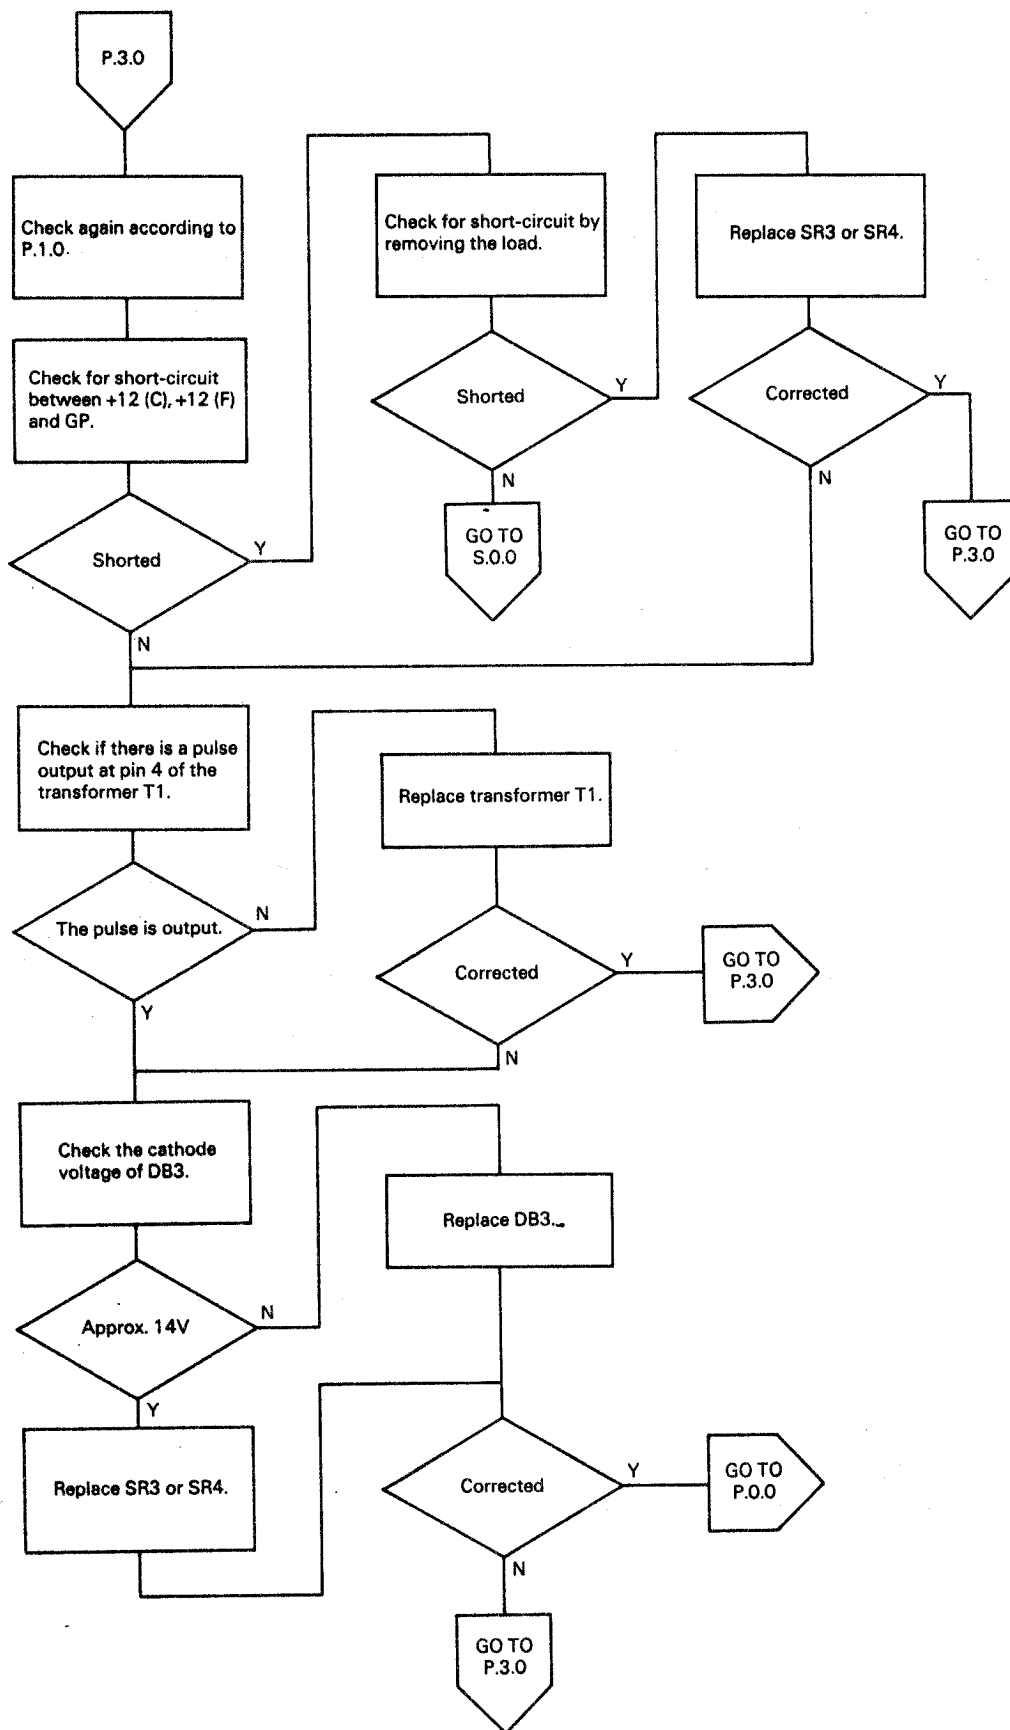 P.3.0
Check again according to
P.1.0.
Check for short-circuit
between +12 (C), +12 (F)
and GP.
Shorted
Y
N
Check for short-circuit by
removing the load.
Shorted
Y
N
GO TO
S.0.0
Replace SR3 or SR4.
Corrected
Y
N
GO TO
P.3.0
Check if there is a pulse
output at pin 4 of the
transformer T1.
The pulse is output.
N
Y
Replace transformer T1.
Corrected
Y
N
GO TO
P.3.0
Check the cathode
voltage of DB3.
Approx. 14V
N
Y
Replace DB3.
Replace SR3 or SR4.
Corrected
Y
N
GO TO
P.0.0
GO TO
P.3.0